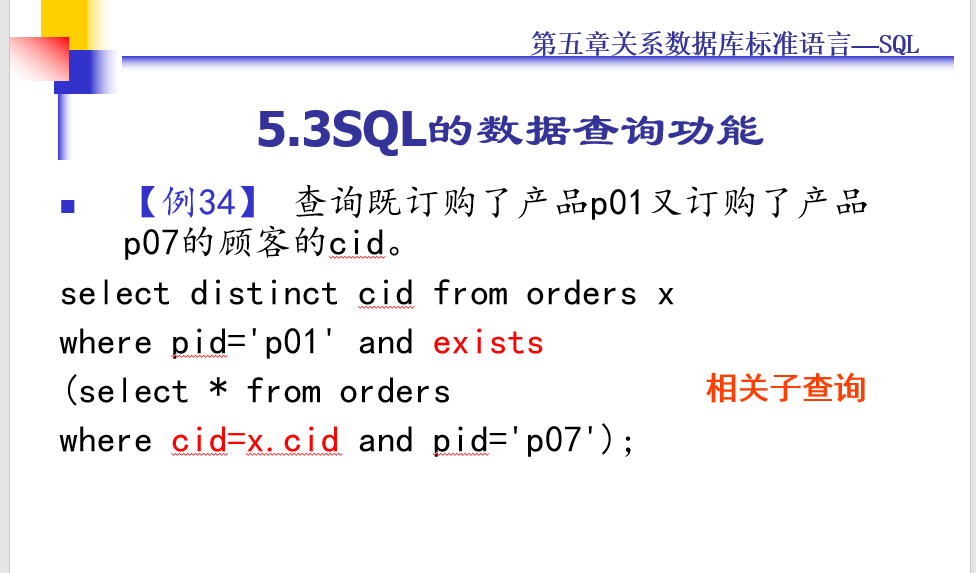 第五章关系数据库标准语言—SQL
5.3SQL的数据查询功能
【例34】 查询既订购了产品p01又订购了产品
p07的顾客的cid。
select distinct cid from orders x
where pid='p01' and exists
(select * from orders
相关子查询
where cid=x.cid and pid='p07');